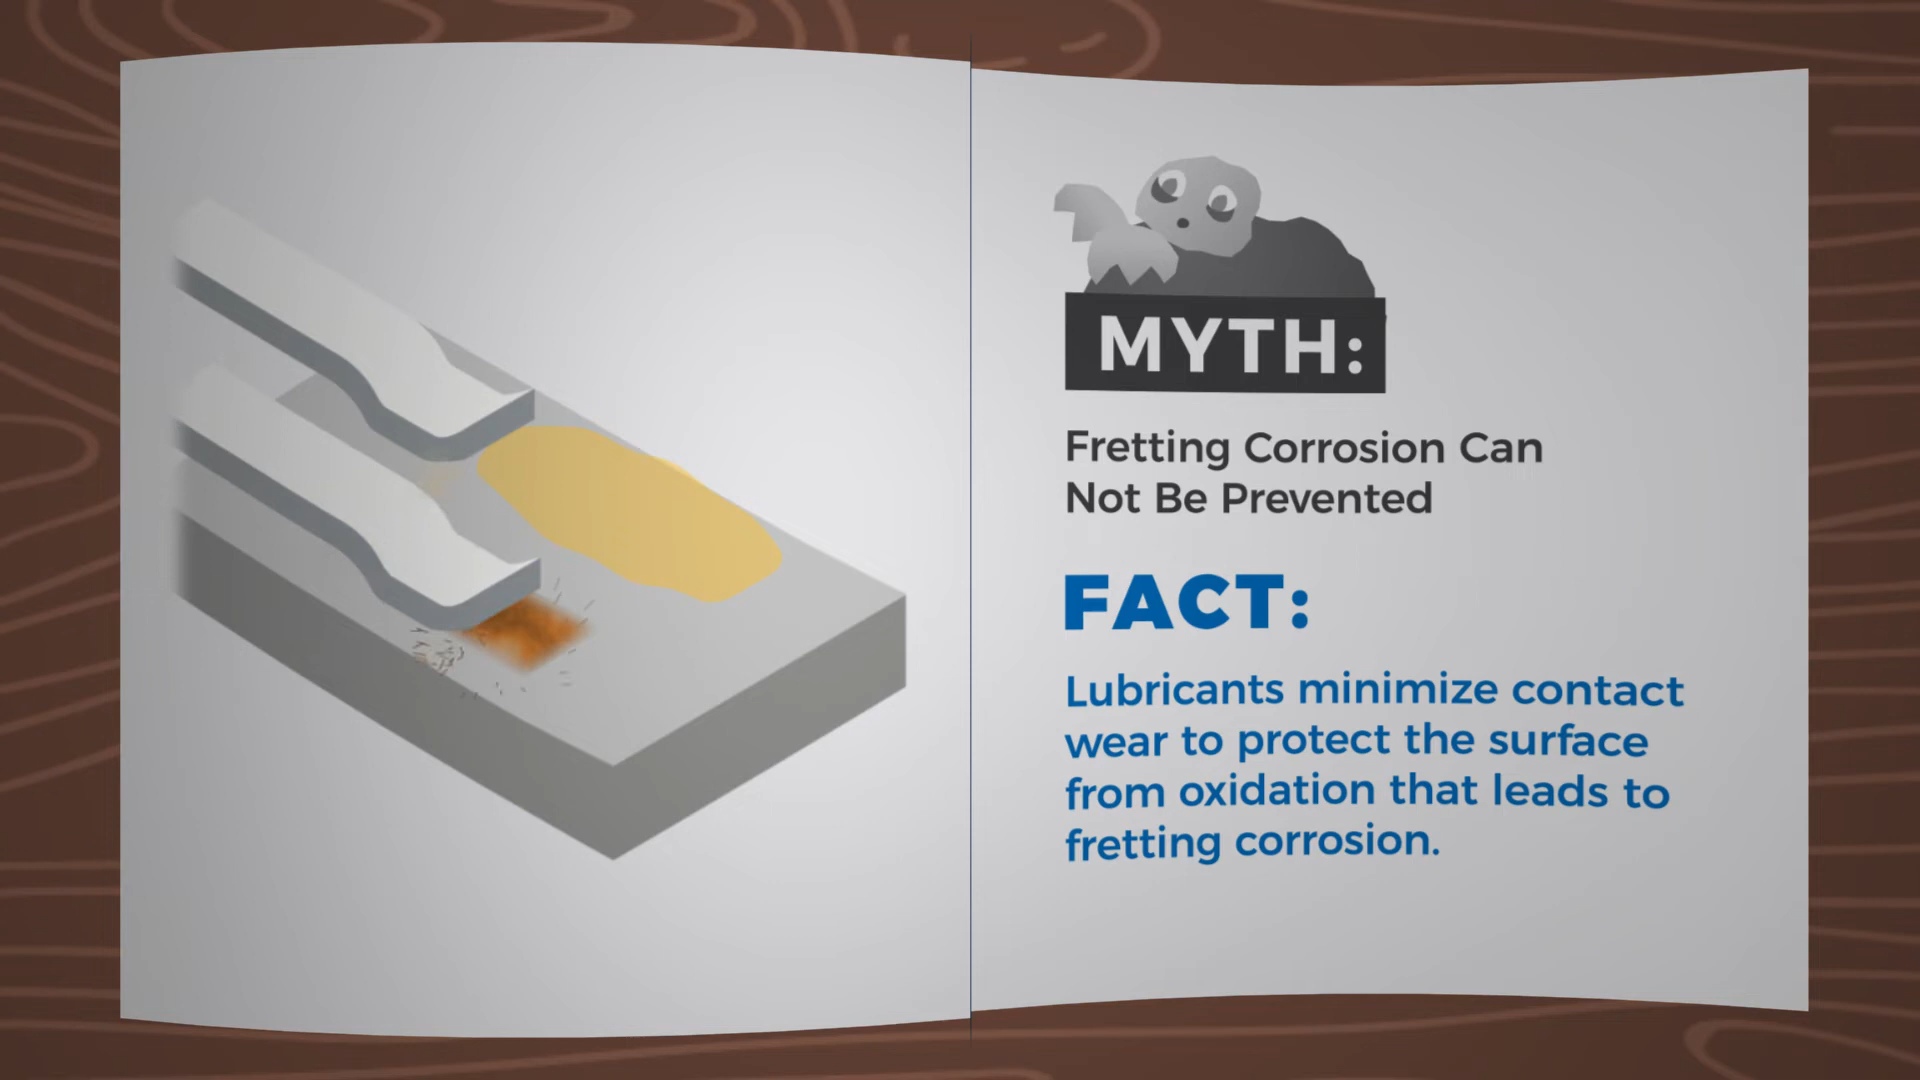 MYTH:
Fretting Corrosion Can
Not Be Prevented
FACT:
Lubricants minimize contact
wear to protect the surface
from oxidation that leads to
fretting corrosion.